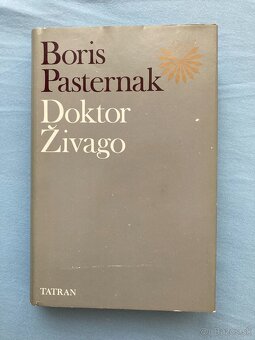 Boris
Pasternak
Doktor
Živago
TATRAN